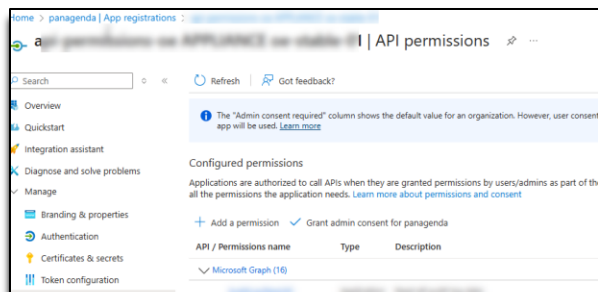 Home > panagenda | App registrations >
| API permissions
Search
Refresh
Got feedback?
Overview
Quickstart
Integration assistant
Diagnose and solve problems
Manage
Branding & properties
Authentication
Certificates & secrets
Token configuration
The "Admin consent required" column shows the default value for an organization. However, user consent
app will be used. Learn more
Configured permissions
Applications are authorized to call APIs when they are granted permissions by users/admins as part of the
all the permissions the application needs. Learn more about permissions and consent
Add a permission
Grant admin consent for panagenda
API / Permissions name
Type
Description
Microsoft Graph (16)